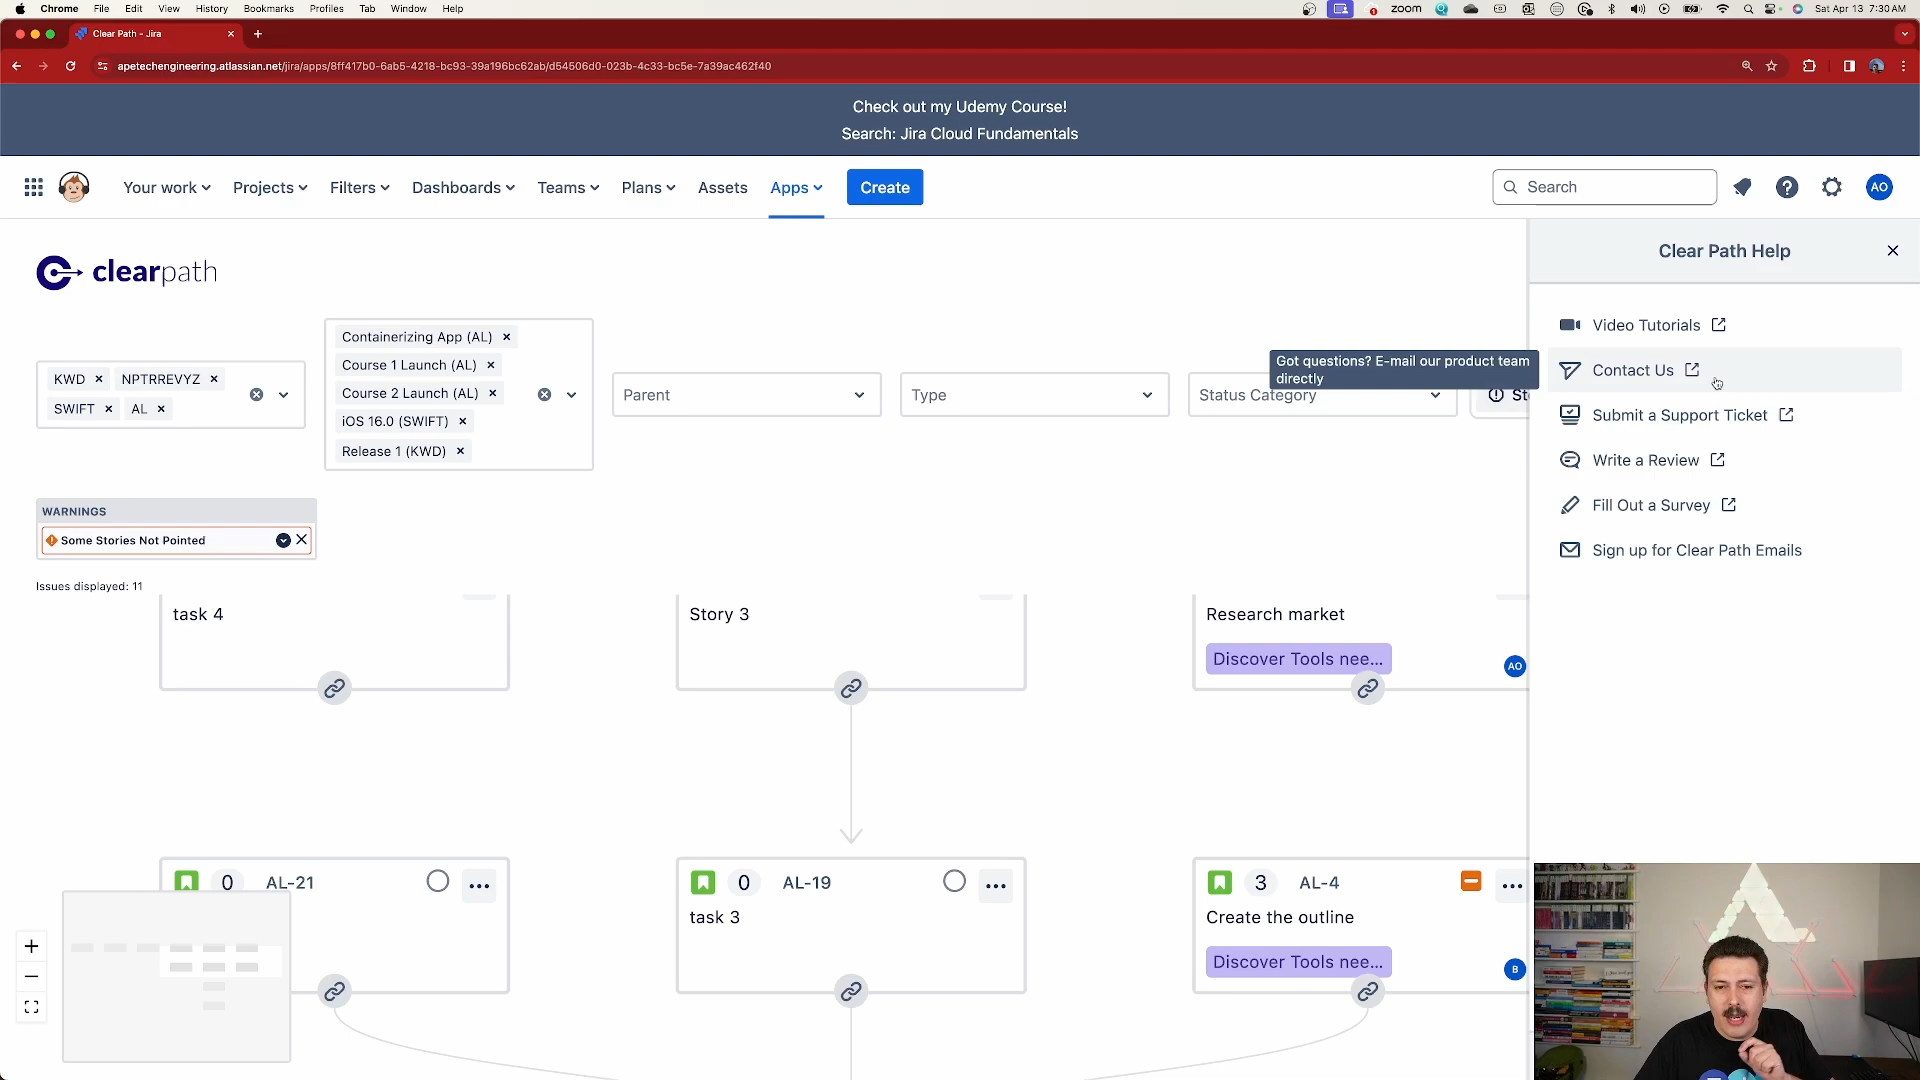 Chrome File Edit View History Bookmarks Profiles Tab Window Help
zoom Sat Apr 13 7:30 AM
Clear Path - Jira
apetechengineering.atlassian.net/jira/apps/8ff417b0-6ab5-4218-bc93-39a196bc62ab/d54506d0-023b-4c33-bc5e-7a39ac462f40
Check out my Udemy Course!
Search: Jira Cloud Fundamentals
Your work Projects Filters Dashboards Teams Plans Assets Apps Create Search AO
Clear Path Help
clearpath
Video Tutorials
Contact Us
Submit a Support Ticket
Write a Review
Fill Out a Survey
Sign up for Clear Path Emails
Got questions? E-mail our product team
directly
KWD NPTRREVYZ
SWIFT AL
Containerizing App (AL)
Course 1 Launch (AL)
Course 2 Launch (AL)
iOS 16.0 (SWIFT)
Release 1 (KWD)
Parent
Type
Status Category
St
WARNINGS
Some Stories Not Pointed
Issues displayed: 11
task 4
Story 3
Research market
Discover Tools nee...
AO
0 AL-21
0 AL-19
task 3
3 AL-4
Create the outline
Discover Tools nee...
B